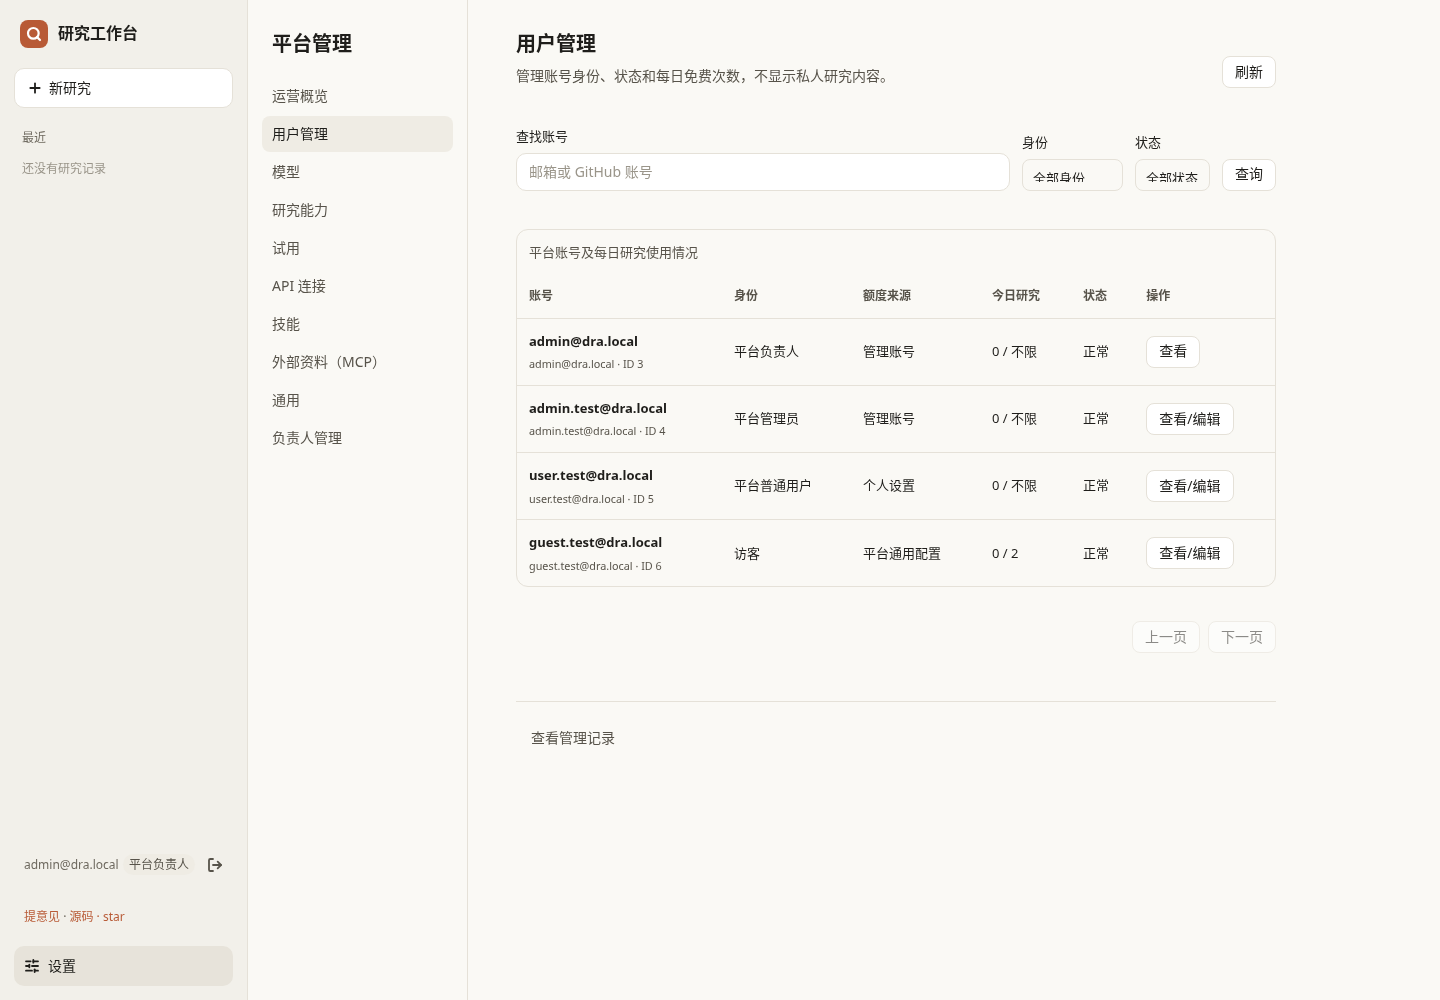 研究工作台
新研究
最近
还没有研究记录
admin@dra.local 平台负责人
提意见 · 源码 · star
设置
平台管理
运营概览
用户管理
模型
研究能力
试用
API 连接
技能
外部资料（MCP）
通用
负责人管理
用户管理
管理账号身份、状态和每日免费次数，不显示私人研究内容。
刷新
查找账号
邮箱或 GitHub 账号
身份
全部身份
状态
全部状态
查询
平台账号及每日研究使用情况
账号 身份 额度来源 今日研究 状态 操作
admin@dra.local
admin@dra.local · ID 3
平台负责人 管理账号 0 / 不限 正常 查看
admin.test@dra.local
admin.test@dra.local · ID 4
平台管理员 管理账号 0 / 不限 正常 查看/编辑
user.test@dra.local
user.test@dra.local · ID 5
平台普通用户 个人设置 0 / 不限 正常 查看/编辑
guest.test@dra.local
guest.test@dra.local · ID 6
访客 平台通用配置 0 / 2 正常 查看/编辑
上一页 下一页
查看管理记录